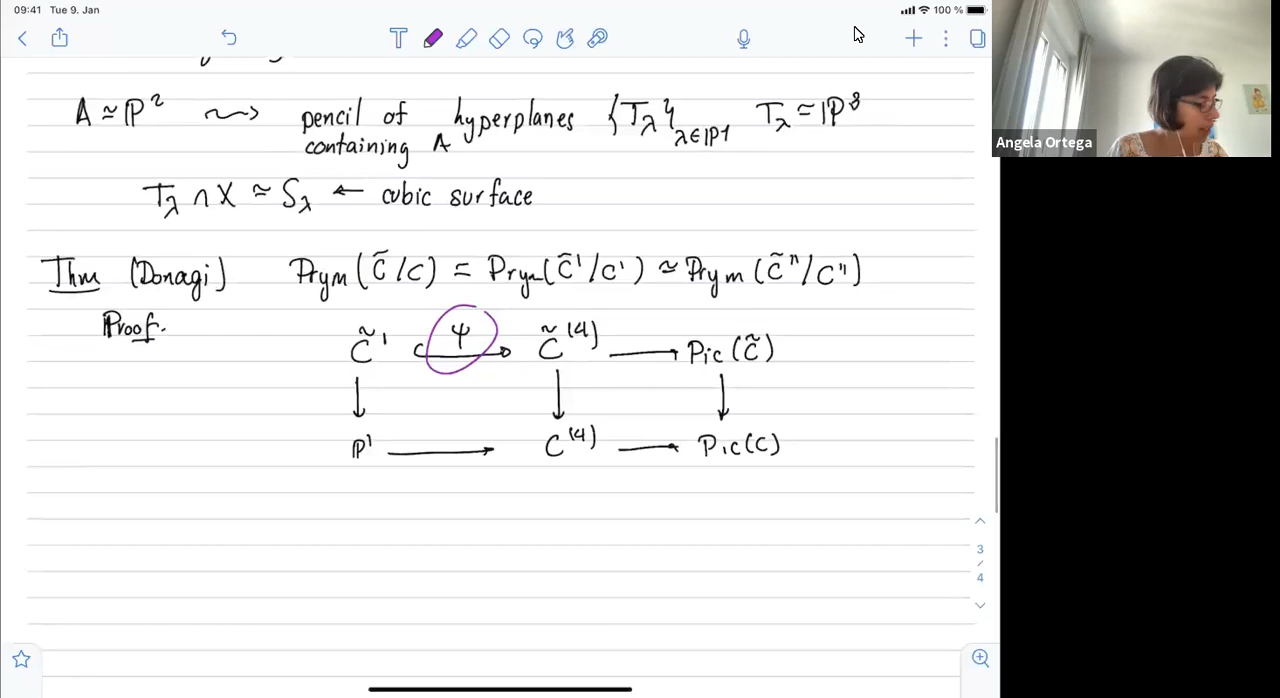 09:41 Tue 9. Jan 100 %
A ≃ ℙ² ⇝ pencil of hyperplanes {T_λ}_{λ∈ℙ1} T_λ ≃ ℙ³
containing A
T_λ ∩ X ≃ S_λ ← cubic surface
Thm (Donagi) Prym (C̃/C) = Prym(C̃'/C') ≃ Prym (C̃"/C")
Proof.
C̃' ↪ψ C̃^(4) → Pic(C̃)
↓ ↓ ↓
ℙ¹ → C^(4) → Pic(C)
Angela Ortega
3
/
4